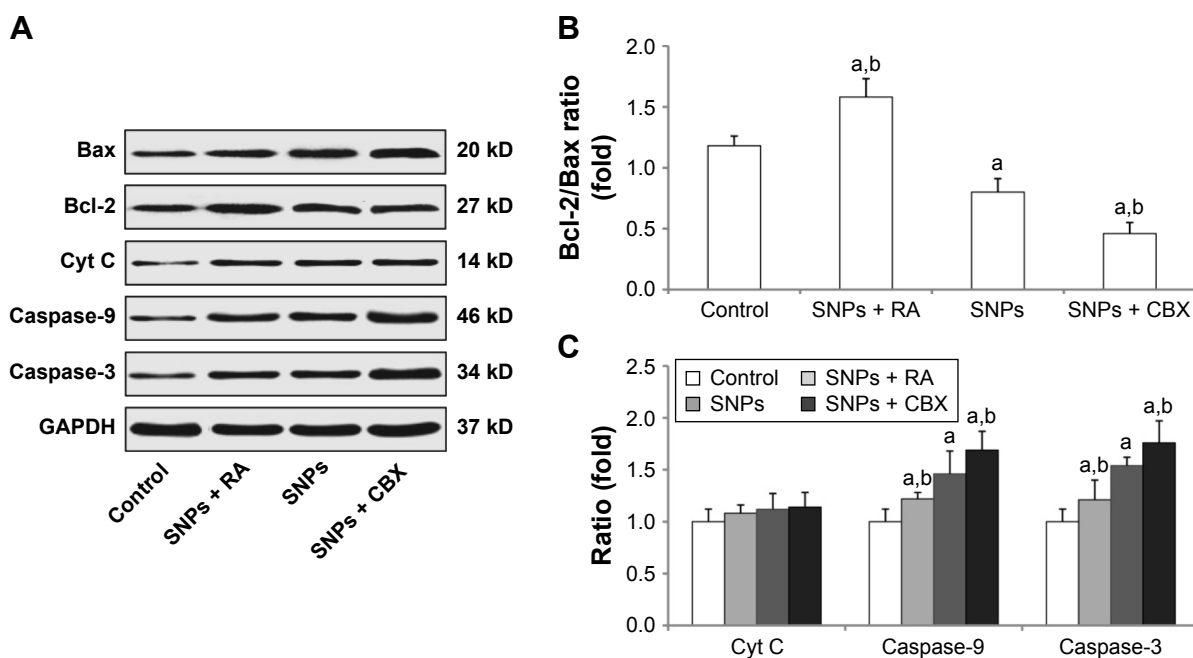 A
Bax 20 kD
Bcl-2 27 kD
Cyt C 14 kD
Caspase-9 46 kD
Caspase-3 34 kD
GAPDH 37 kD
Control
SNPs + RA
SNPs
SNPs + CBX
B
Bcl-2/Bax ratio
(fold)
2.0
1.5
1.0
0.5
0.0
a,b
a
a,b
Control SNPs + RA SNPs SNPs + CBX
C
Ratio (fold)
2.5
2.0
1.5
1.0
0.5
0.0
Control SNPs + RA
SNPs SNPs + CBX
a,b
a
a,b
a,b
a
a,b
Cyt C Caspase-9 Caspase-3